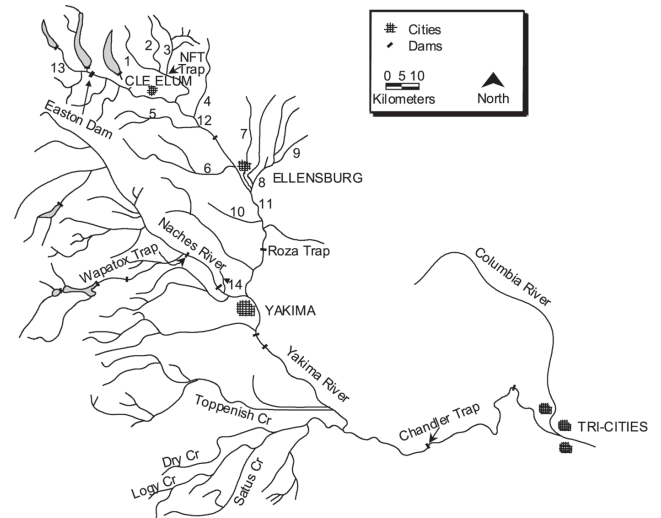 Cities
Dams
0 5 10
Kilometers
North
1
2
3
NFT
Trap
13
CLE ELUM
4
Easton Dam
5
12
7
9
6
8
ELLENSBURG
10
11
Naches River
Roza Trap
Wapatox Trap
14
Columbia River
YAKIMA
Yakima River
Toppenish Cr
Chandler Trap
TRI-CITIES
Dry Cr
Logy Cr
Satus Cr